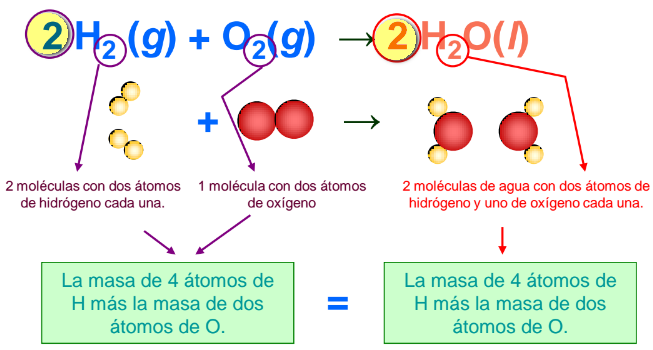 2 H2(g) + O2(g) → 2 H2O(l)
+ →
2 moléculas con dos átomos
de hidrógeno cada una.
1 molécula con dos átomos
de oxígeno
2 moléculas de agua con dos átomos de
hidrógeno y uno de oxígeno cada una.
La masa de 4 átomos de
H más la masa de dos
átomos de O.
=
La masa de 4 átomos de
H más la masa de dos
átomos de O.